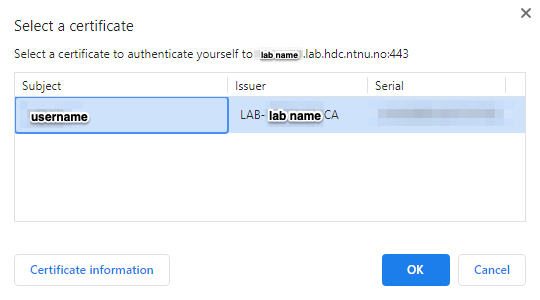 Select a certificate
Select a certificate to authenticate yourself to lab name .lab.hdc.ntnu.no:443
Subject Issuer Serial
username LAB- lab name CA
Certificate information OK Cancel